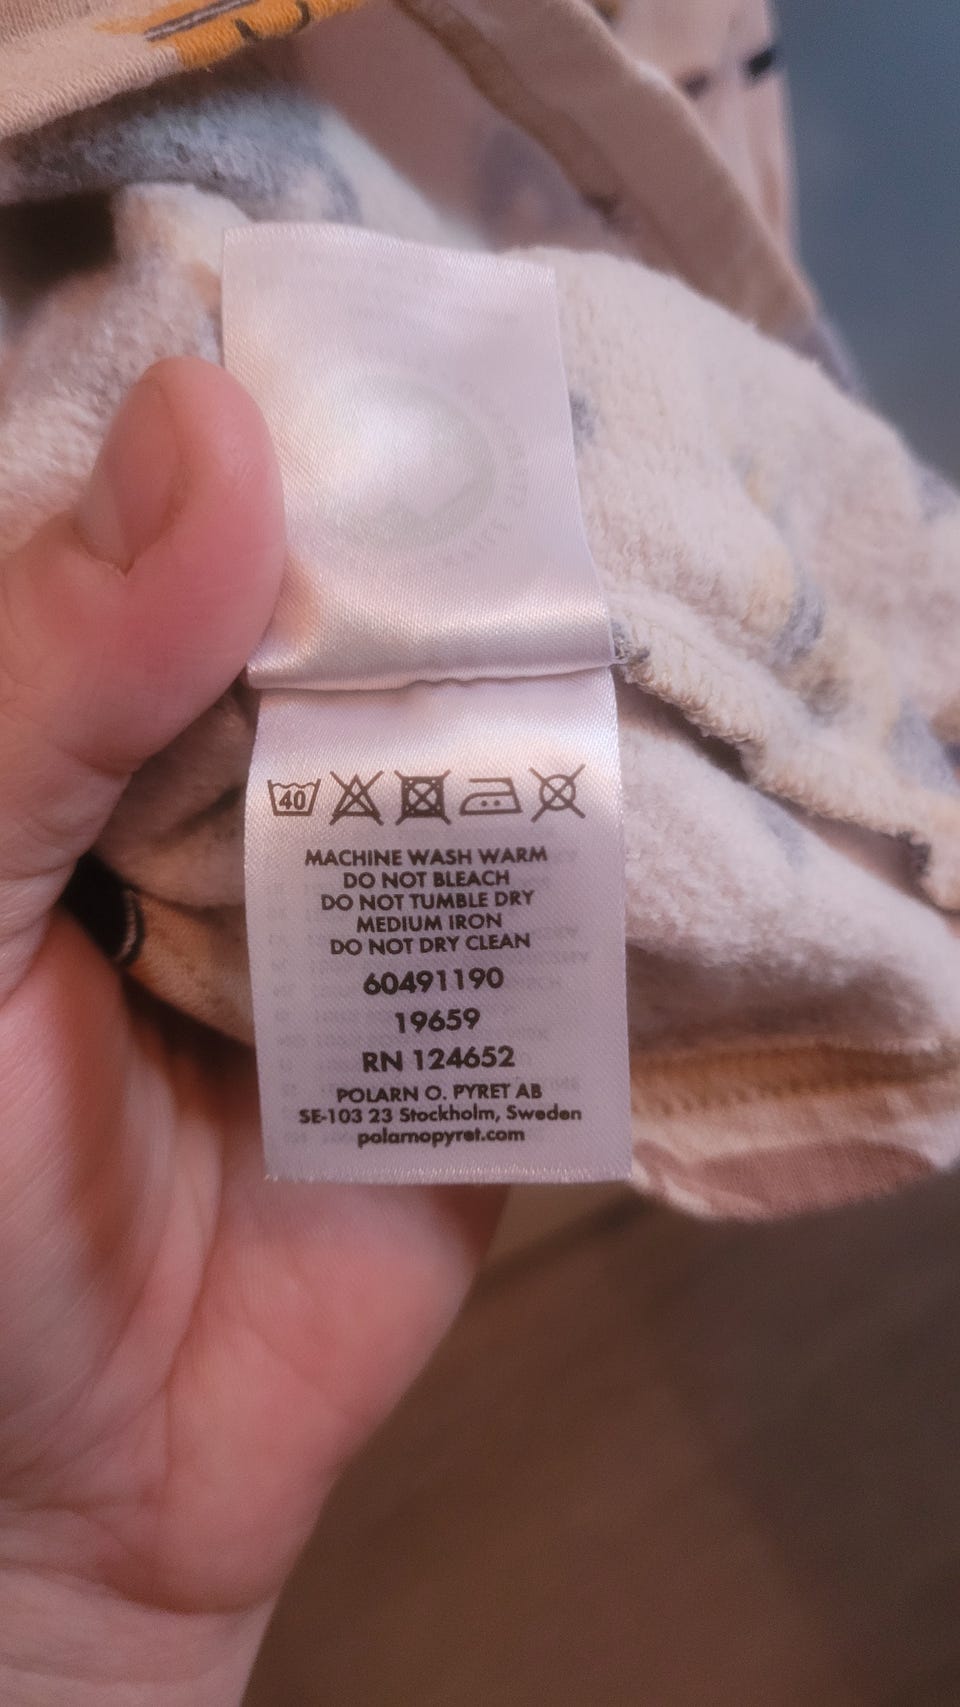 40
MACHINE WASH WARM
DO NOT BLEACH
DO NOT TUMBLE DRY
MEDIUM IRON
DO NOT DRY CLEAN
60491190
19659
RN 124652
POLARN O. PYRET AB
SE-103 23 Stockholm, Sweden
polarnopyret.com